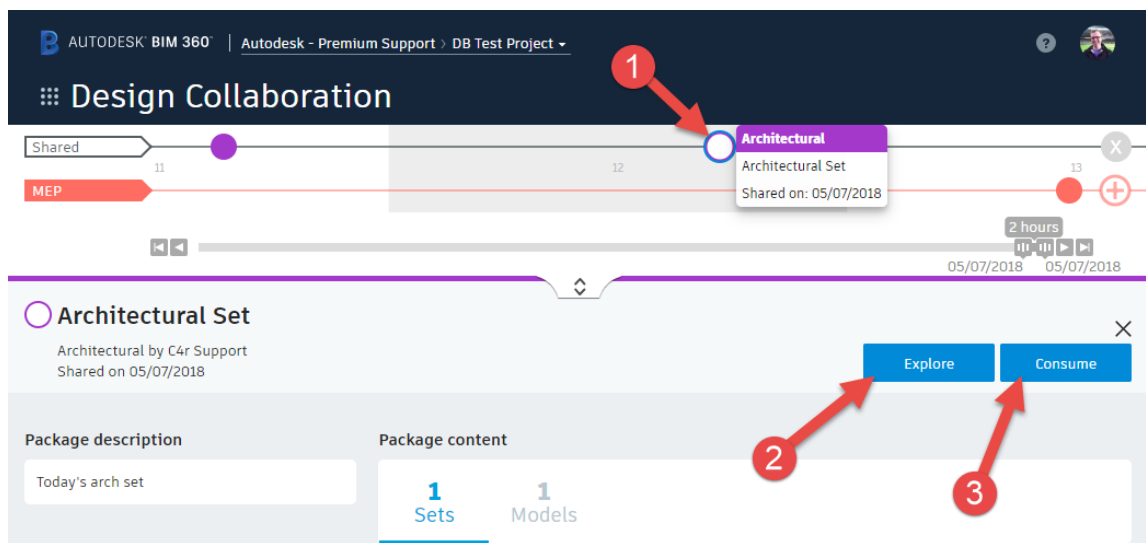 AUTODESK® BIM 360™ | Autodesk - Premium Support > DB Test Project
?
1
Design Collaboration
Shared
Architectural
X
11
12
Architectural Set
13
MEP
Shared on: 05/07/2018
2 hours
05/07/2018 05/07/2018
Architectural Set
Architectural by C4r Support
Shared on 05/07/2018
Explore
Consume
Package description
Package content
2
3
Today's arch set
1
Sets
1
Models